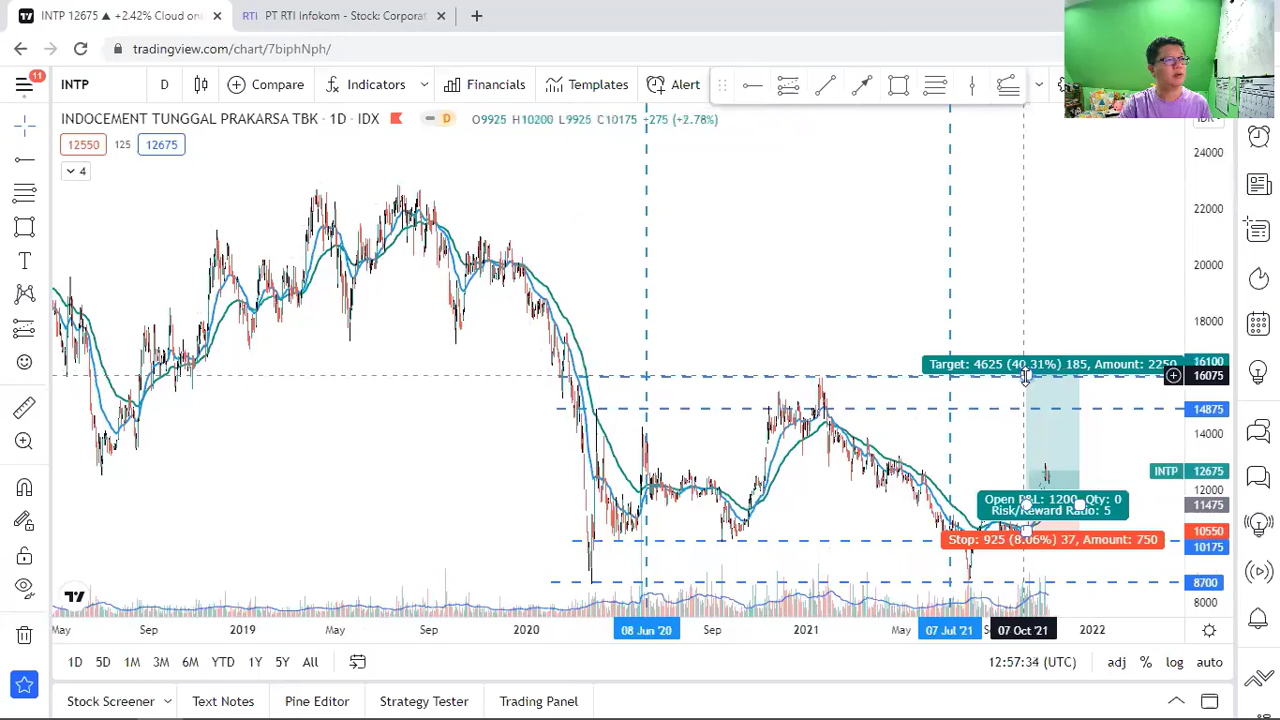 INTP 12675 ▲ +2.42% Cloud on
RTI PT RTI Infokom - Stock: Corporat
tradingview.com/chart/7biphNph/
11
INTP
D
Compare
Indicators
Financials
Templates
Alert
INDOCEMENT TUNGGAL PRAKARSA TBK · 1D · IDX
D
O9925 H10200 L9925 C10175 +275 (+2.78%)
12550 125 12675
4
24000
22000
20000
18000
16100
16075
14875
14000
INTP 12675
12000
11475
10550
10175
8700
8000
Target: 4625 (40.31%) 185, Amount: 2250
Open P&L: 1200, Qty: 0
Risk/Reward Ratio: 5
Stop: 925 (8.06%) 37, Amount: 750
May Sep 2019 May Sep 2020 08 Jun '20 Sep 2021 May 07 Jul '21 07 Oct '21 2022
1D 5D 1M 3M 6M YTD 1Y 5Y All
12:57:34 (UTC) adj % log auto
Stock Screener Text Notes Pine Editor Strategy Tester Trading Panel